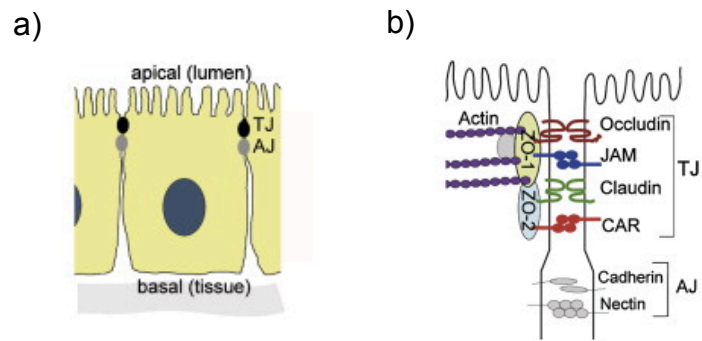 a)
apical (lumen)
TJ
AJ
basal (tissue)
b)
Actin
ZO-1
ZO-2
Occludin
JAM
Claudin
CAR
TJ
Cadherin
Nectin
AJ